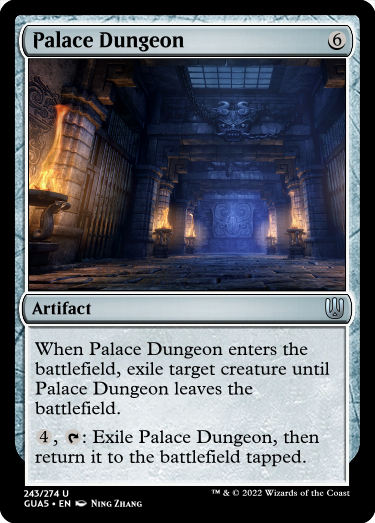 Palace Dungeon 6
Artifact
When Palace Dungeon enters the
battlefield, exile target creature until
Palace Dungeon leaves the
battlefield.
4, : Exile Palace Dungeon, then
return it to the battlefield tapped.
243/274 U
GUA5 • EN Ning Zhang
™ & © 2022 Wizards of the Coast